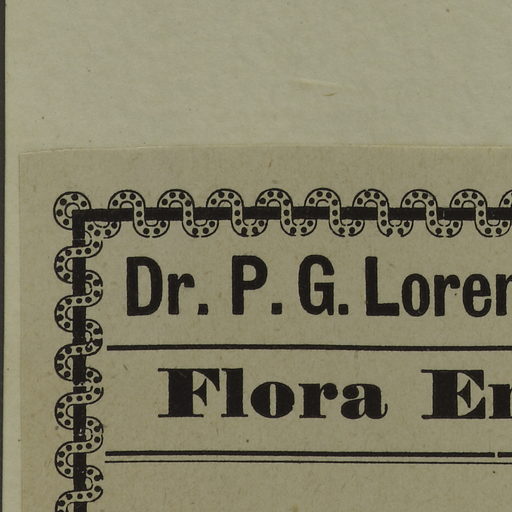 Dr. P. G. Loren
Flora En